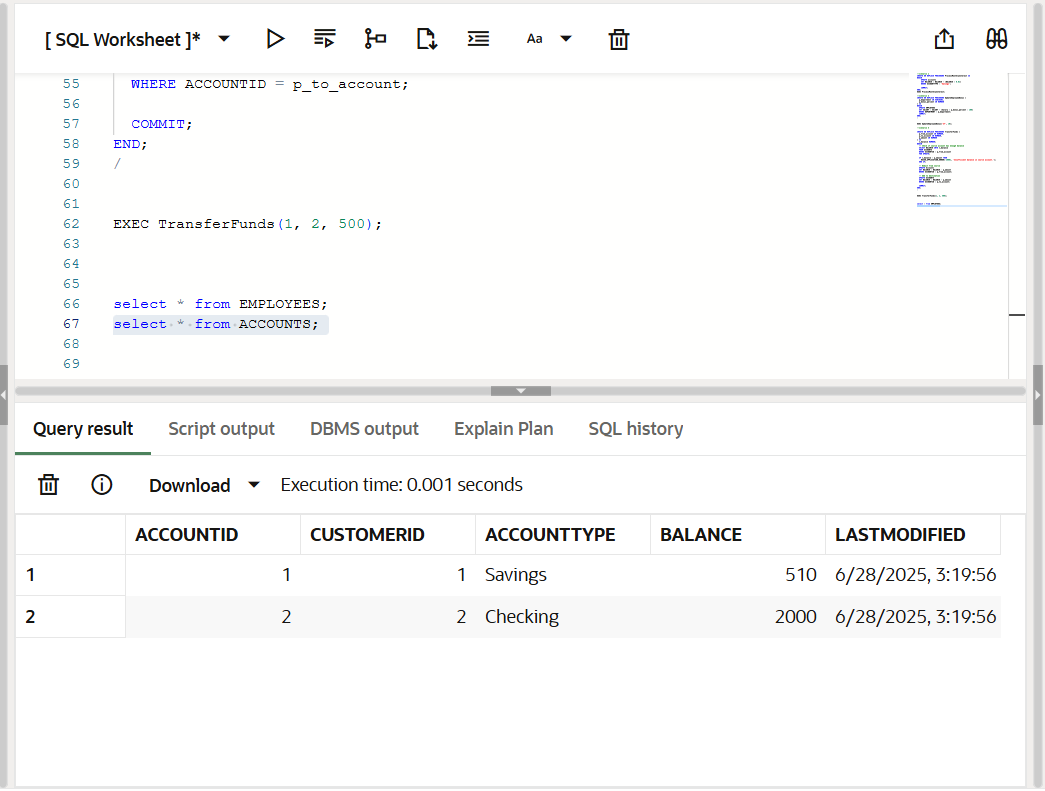 [ SQL Worksheet ]* Aa
55 WHERE ACCOUNTID = p_to_account;
56
57 COMMIT;
58 END;
59 /
60
61
62 EXEC TransferFunds(1, 2, 500);
63
64
65
66 select * from EMPLOYEES;
67 select * from ACCOUNTS;
68
69
Query result Script output DBMS output Explain Plan SQL history
Download Execution time: 0.001 seconds
ACCOUNTID CUSTOMERID ACCOUNTTYPE BALANCE LASTMODIFIED
1 1 1 Savings 510 6/28/2025, 3:19:56
2 2 2 Checking 2000 6/28/2025, 3:19:56